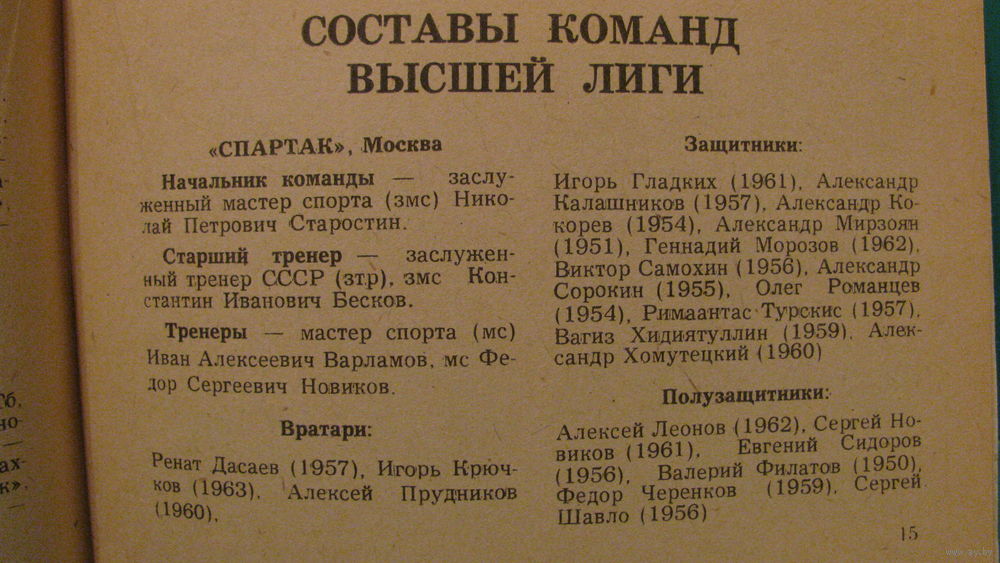 СОСТАВЫ КОМАНД
ВЫСШЕЙ ЛИГИ
«СПАРТАК», Москва
Начальник команды — заслу-
женный мастер спорта (змс) Нико-
лай Петрович Старостин.
Старший тренер — заслужен-
ный тренер СССР (зтр), змс Кон-
стантин Иванович Бесков.
Тренеры — мастер спорта (мс)
Иван Алексеевич Варламов, мс Фе-
дор Сергеевич Новиков.
Вратари:
Ренат Дасаев (1957), Игорь Крюч-
ков (1963), Алексей Прудников
(1960),
Защитники:
Игорь Гладких (1961), Александр
Калашников (1957), Александр Ко-
корев (1954), Александр Мирзоян
(1951), Геннадий Морозов (1962),
Виктор Самохин (1956), Александр
Сорокин (1955), Олег Романцев
(1954), Римаантас Турскис (1957),
Вагиз Хидиятуллин (1959), Алек-
сандр Хомутецкий (1960)
Полузащитники:
Алексей Леонов (1962), Сергей Но-
виков (1961), Евгений Сидоров
(1956), Валерий Филатов (1950),
Федор Черенков (1959), Сергей
Шавло (1956)
15
www.ay.by